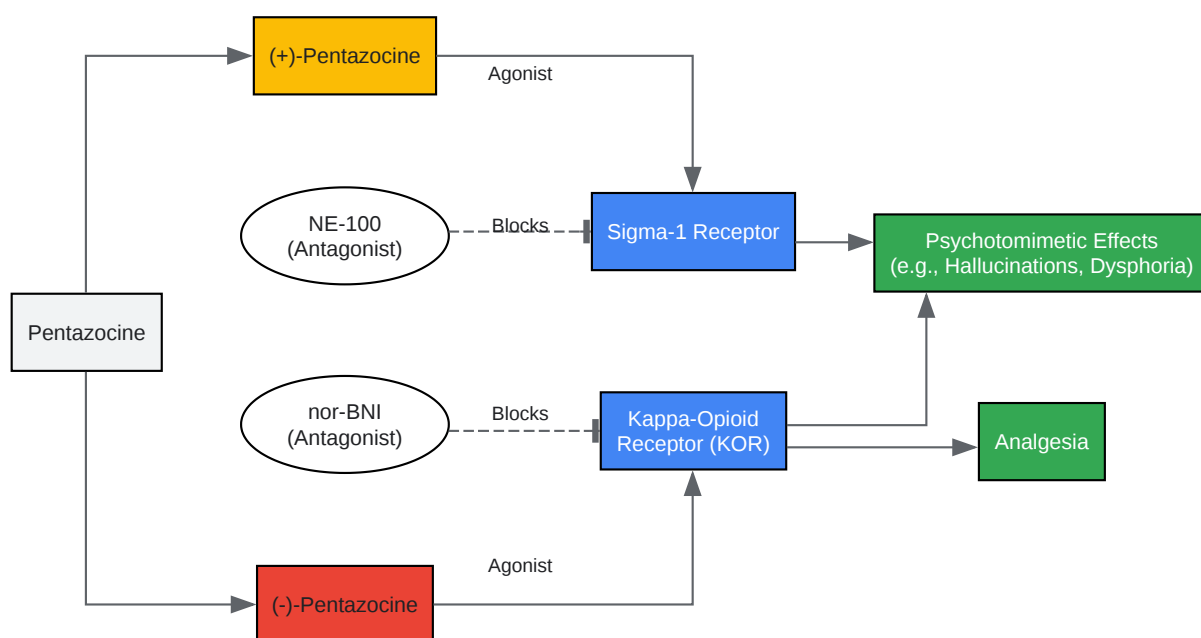 (+)-Pentazocine
Agonist
NE-100
(Antagonist)
Blocks
Sigma-1 Receptor
Psychotomimetic Effects
(e.g., Hallucinations, Dysphoria)
Pentazocine
nor-BNI
(Antagonist)
Blocks
Kappa-Opioid
Receptor (KOR)
Analgesia
Agonist
(-)-Pentazocine